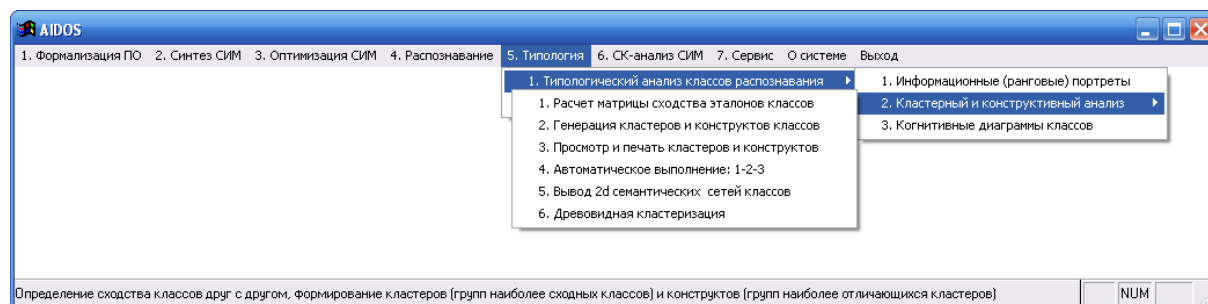 AIDOS
1. Формализация ПО 2. Синтез СИМ 3. Оптимизация СИМ 4. Распознавание 5. Типология 6. СК-анализ СИМ 7. Сервис О системе Выход
1. Типологический анализ классов распознавания
1. Информационные (ранговые) портреты
2. Кластерный и конструктивный анализ
3. Когнитивные диаграммы классов
1. Расчет матрицы сходства эталонов классов
2. Генерация кластеров и конструктов классов
3. Просмотр и печать кластеров и конструктов
4. Автоматическое выполнение: 1-2-3
5. Вывод 2d семантических сетей классов
6. Древовидная кластеризация
Определение сходства классов друг с другом, формирование кластеров (групп наиболее сходных классов) и конструктов (групп наиболее отличающихся кластеров) NUM